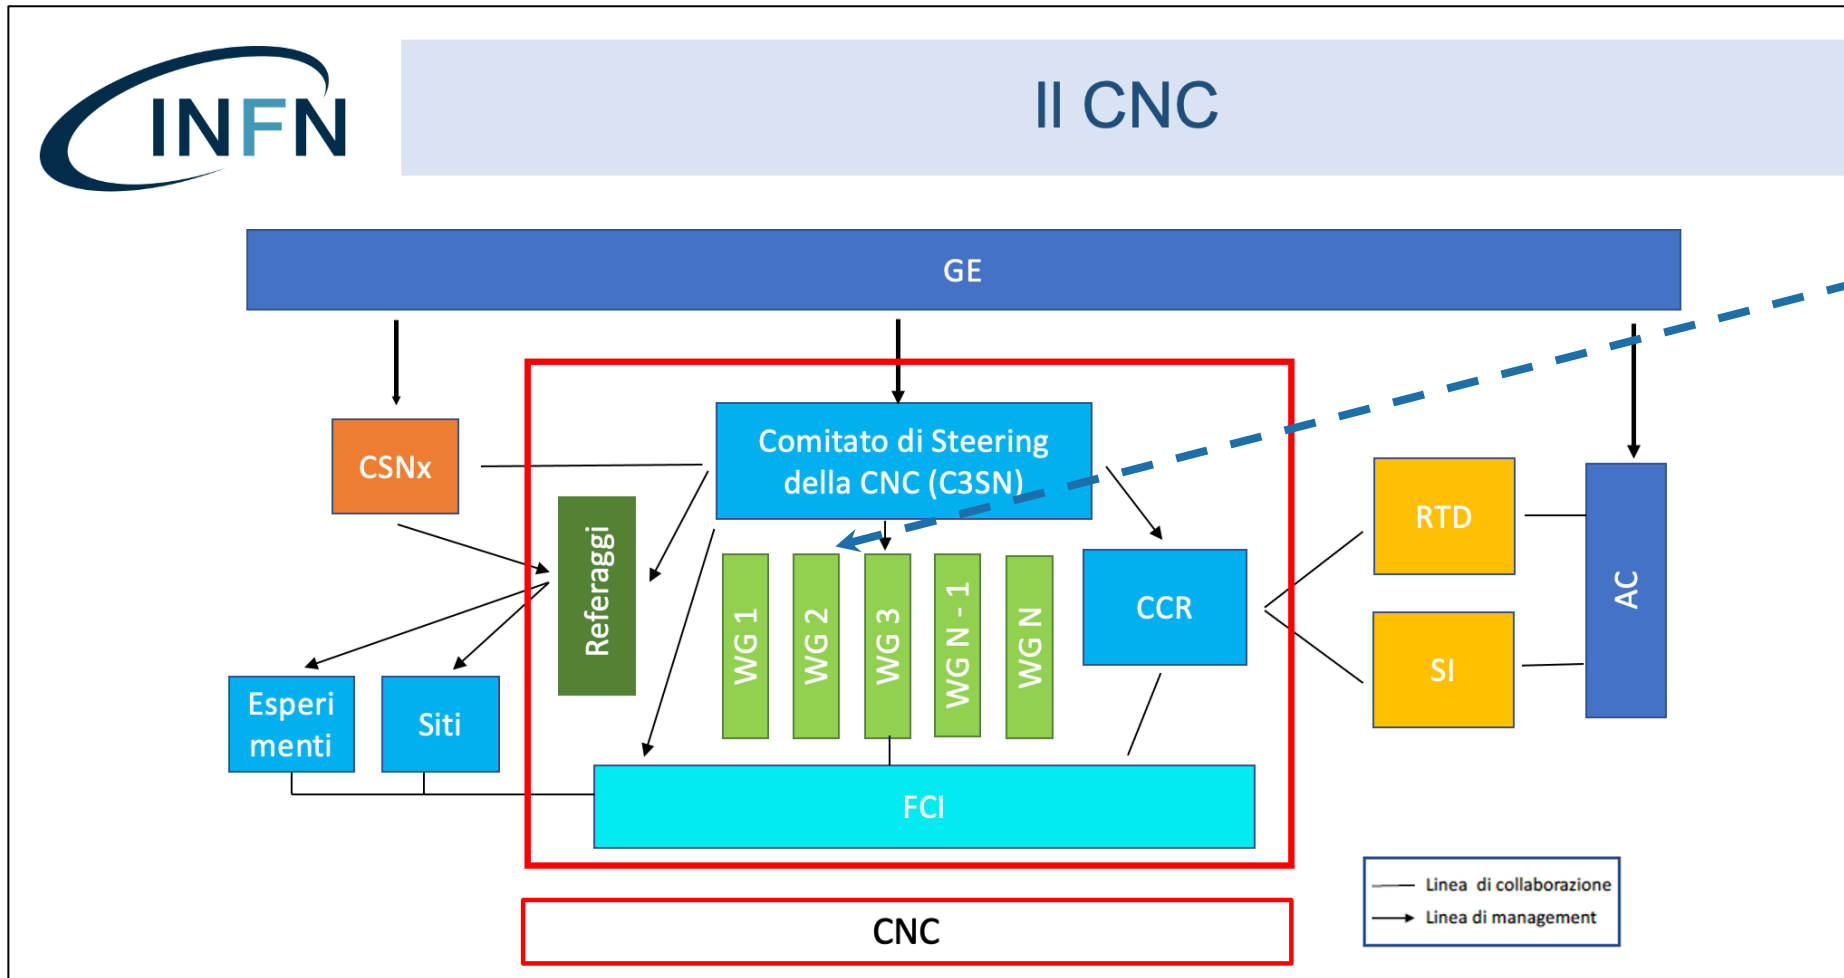 INFN
Il CNC
GE
CSNx
Comitato di Steering
della CNC (C3SN)
Referaggi
WG 1
WG 2
WG 3
WG N - 1
WG N
CCR
RTD
SI
AC
Esperi
menti
Siti
FCI
CNC
Linea di collaborazione
Linea di management